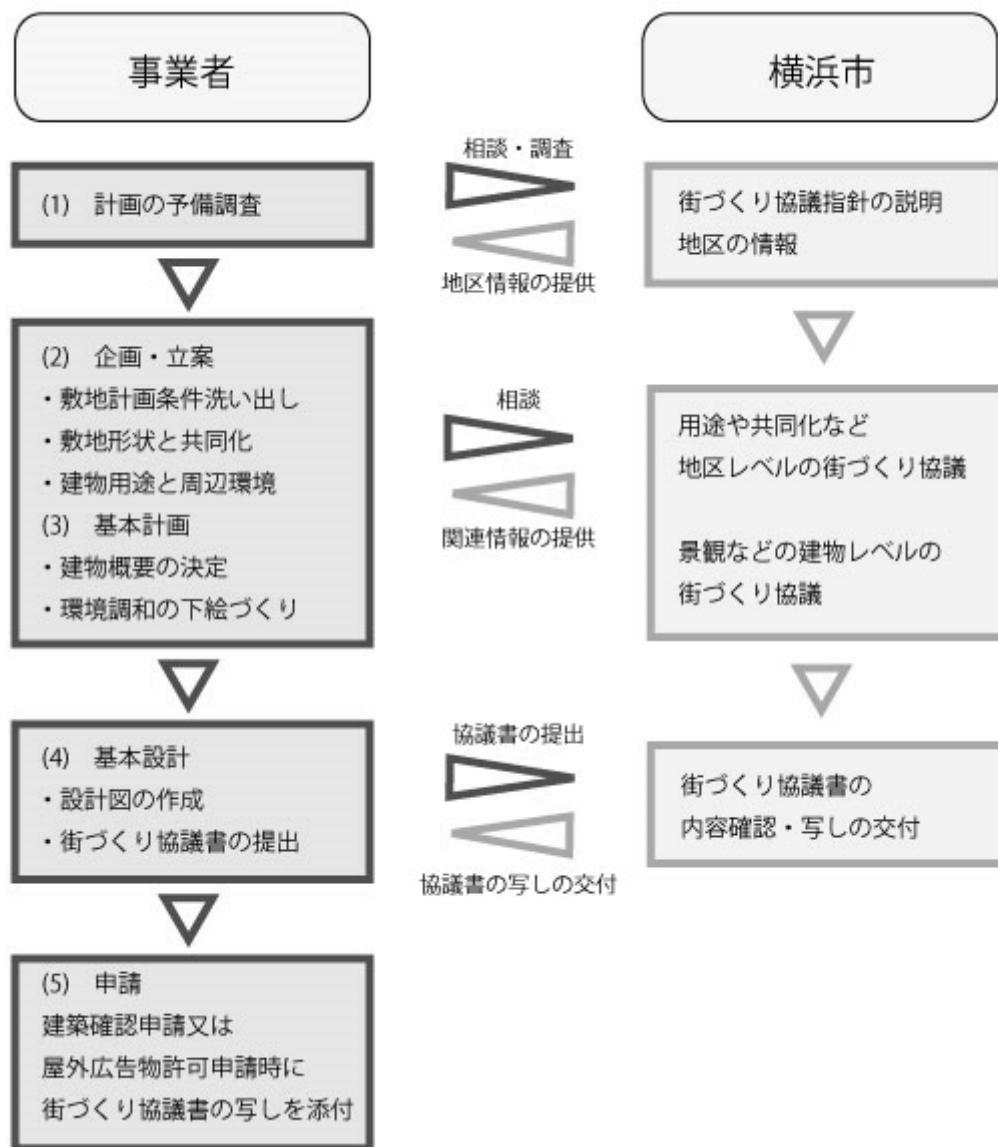 事業者
横浜市
(1) 計画の予備調査
相談・調査
地区情報の提供
街づくり協議指針の説明
地区の情報
(2) 企画・立案
・敷地計画条件洗い出し
・敷地形状と共同化
・建物用途と周辺環境
(3) 基本計画
・建物概要の決定
・環境調和の下絵づくり
相談
関連情報の提供
用途や共同化など
地区レベルの街づくり協議
景観などの建物レベルの
街づくり協議
(4) 基本設計
・設計図の作成
・街づくり協議書の提出
協議書の提出
協議書の写しの交付
街づくり協議書の
内容確認・写しの交付
(5) 申請
建築確認申請又は
屋外広告物許可申請時に
街づくり協議書の写しを添付